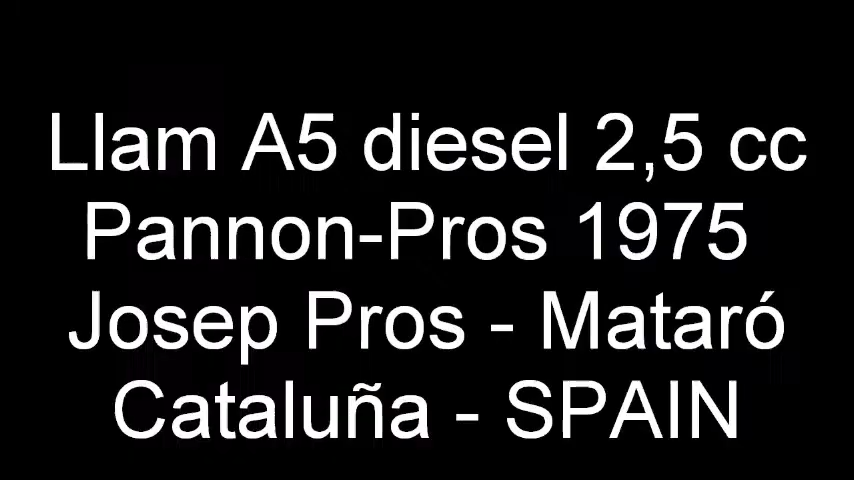 Llam A5 diesel 2,5 cc
Pannon-Pros 1975
Josep Pros - Mataró
Cataluña - SPAIN